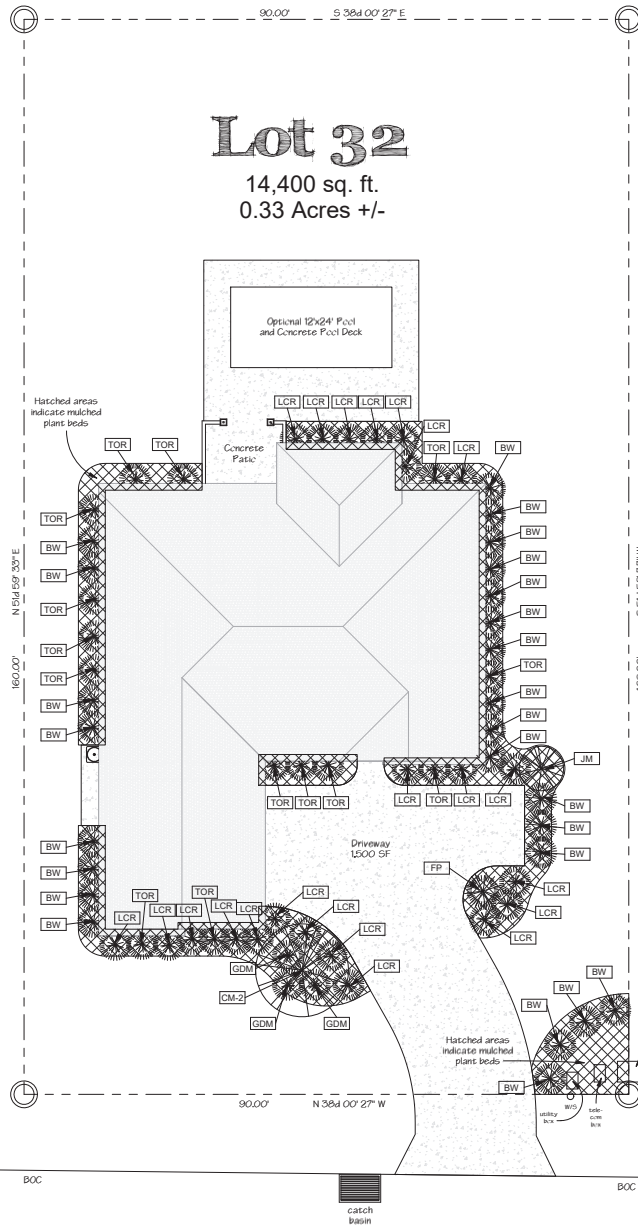 90.00' S 38d 00' 27" E
Lot 32
14,400 sq. ft.
0.33 Acres +/-
Optional 12'x24' Pool
and Concrete Pool Deck
Hatched areas
indicate mulched
plant beds
LCR LCR LCR LCR LCR
LCR
TOR TOR
Concrete
Patio
TOR LCR BW
TOR
BW
BW
BW
BW
BW
TOR
BW
TOR
BW
TOR
TOR
BW
BW
BW
BW
BW
N 51d 59' 33" E
160.00'
JM
TOR TOR TOR
LCR TOR LCR LCR
BW
BW
BW
Driveway
1,500 SF
BW
BW
BW
BW
FP
LCR
LCR
LCR
LCR TOR LCR LCR TOR LCR LCR
LCR
LCR
LCR
LCR
GDM
CM-2
GDM GDM
BW
BW
BW
BW
Hatched areas
indicate mulched
plant beds
utility
box
W/S
tele-
com
box
90.00' N 38d 00' 27" W
BOC
BOC
catch
basin